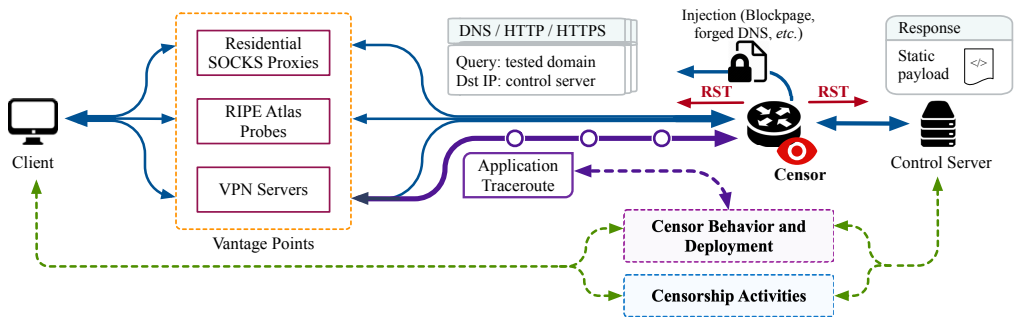 Client
Residential
SOCKS Proxies
RIPE Atlas
Probes
VPN Servers
Vantage Points
DNS / HTTP / HTTPS
Query: tested domain
Dst IP: control server
Application
Traceroute
Injection (Blockpage,
forged DNS, etc.)
RST
RST
Censor
Response
Static
payload
</>
Control Server
Censor Behavior and
Deployment
Censorship Activities